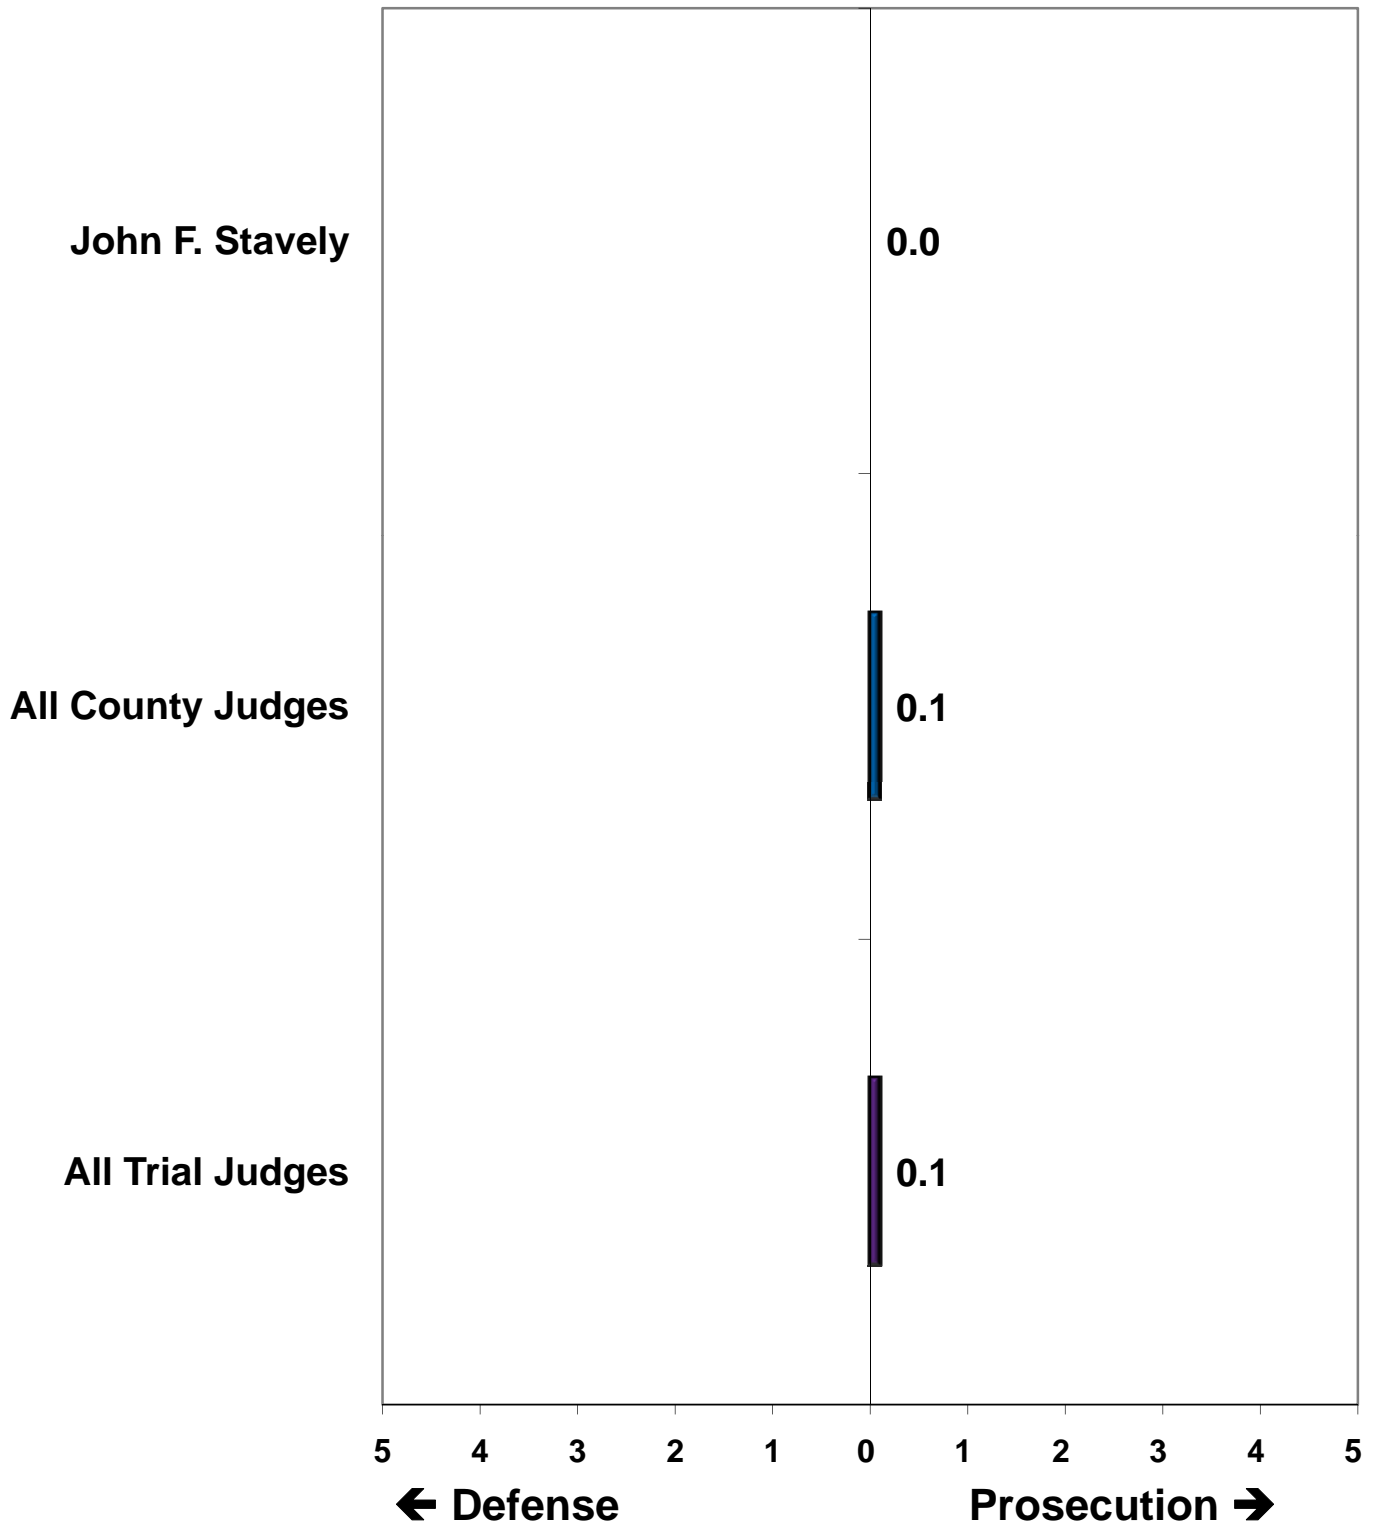 John F. Stavely
0.0
All County Judges
0.1
All Trial Judges
0.1
5 4 3 2 1 0 1 2 3 4 5
← Defense Prosecution →